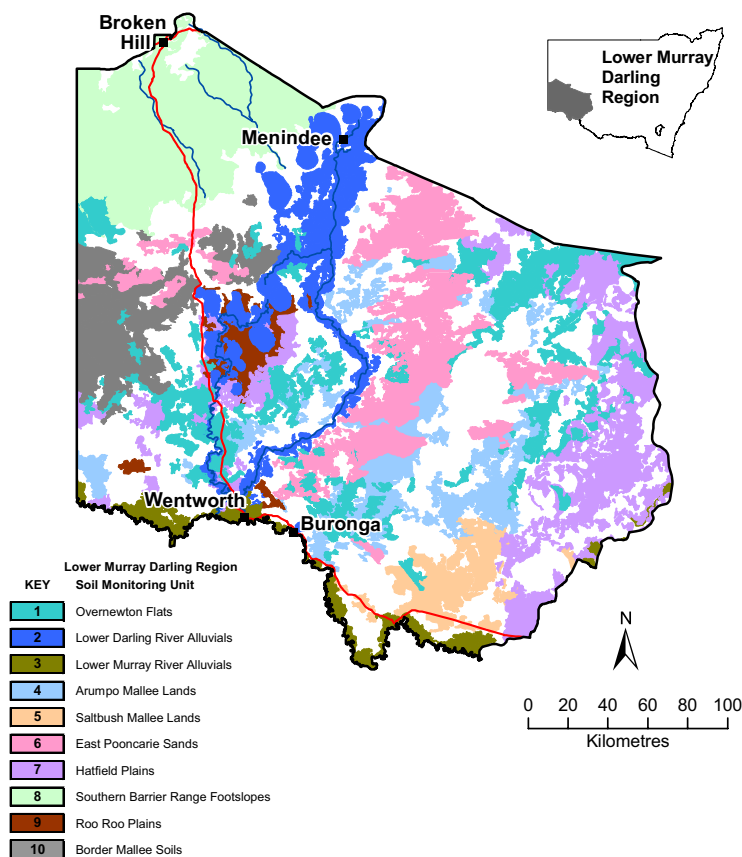 Broken
Hill
Lower Murray
Darling
Region
Menindee
Wentworth
Buronga
Lower Murray Darling Region
KEY Soil Monitoring Unit
1 Overnewton Flats
2 Lower Darling River Alluvials
3 Lower Murray River Alluvials
4 Arumpo Mallee Lands
5 Saltbush Mallee Lands
6 East Pooncarie Sands
7 Hatfield Plains
8 Southern Barrier Range Footslopes
9 Roo Roo Plains
10 Border Mallee Soils
N
0 20 40 60 80 100
Kilometres